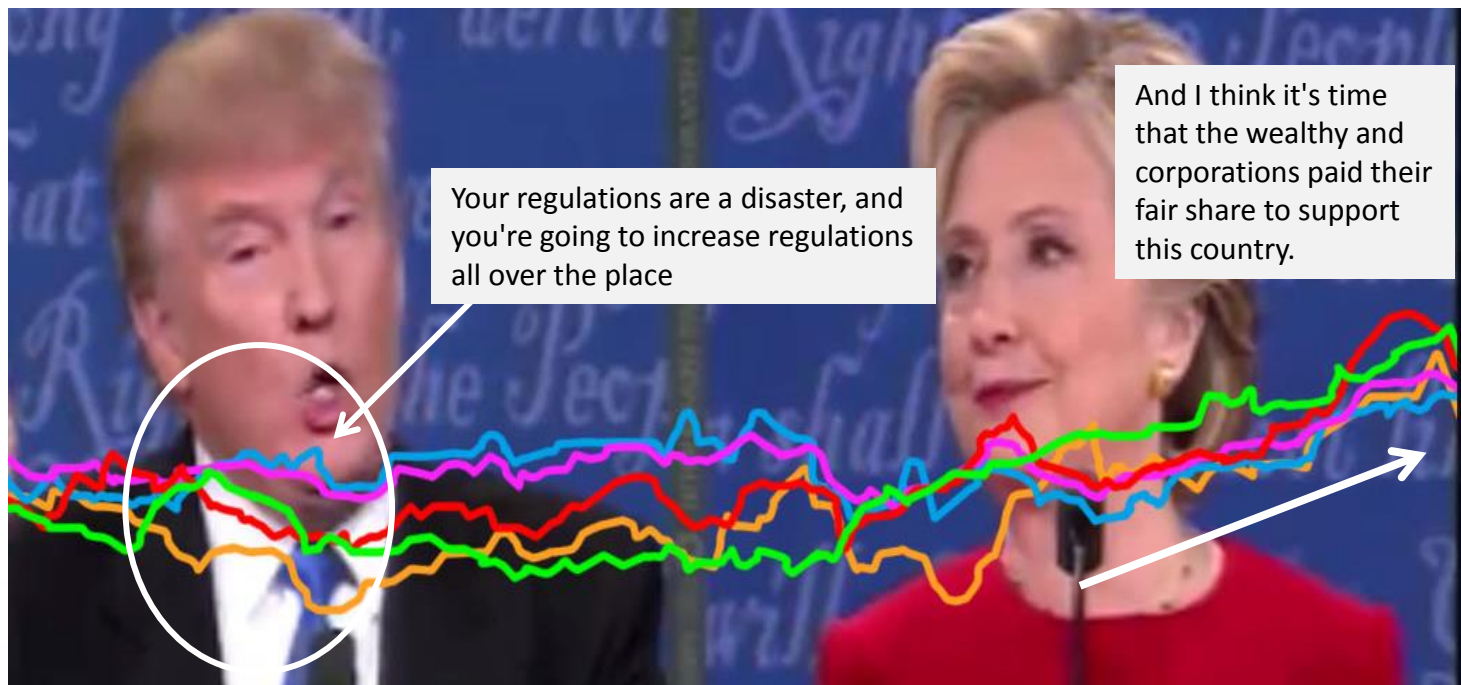 Your regulations are a disaster, and
you're going to increase regulations
all over the place
And I think it's time
that the wealthy and
corporations paid their
fair share to support
this country.